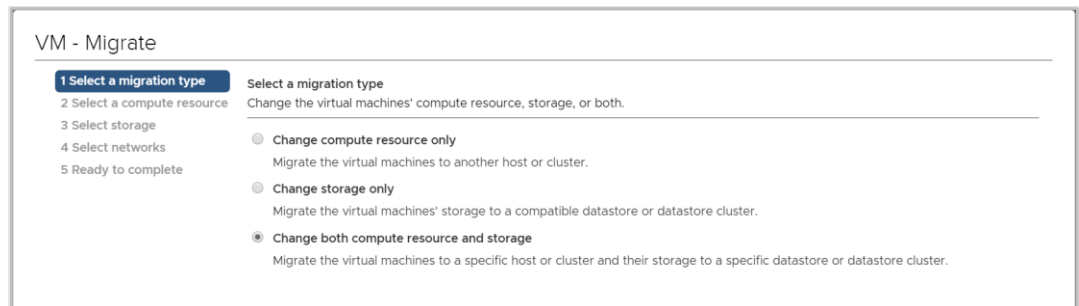 VM - Migrate
1 Select a migration type
2 Select a compute resource
3 Select storage
4 Select networks
5 Ready to complete
Select a migration type
Change the virtual machines' compute resource, storage, or both.
Change compute resource only
Migrate the virtual machines to another host or cluster.
Change storage only
Migrate the virtual machines' storage to a compatible datastore or datastore cluster.
Change both compute resource and storage
Migrate the virtual machines to a specific host or cluster and their storage to a specific datastore or datastore cluster.